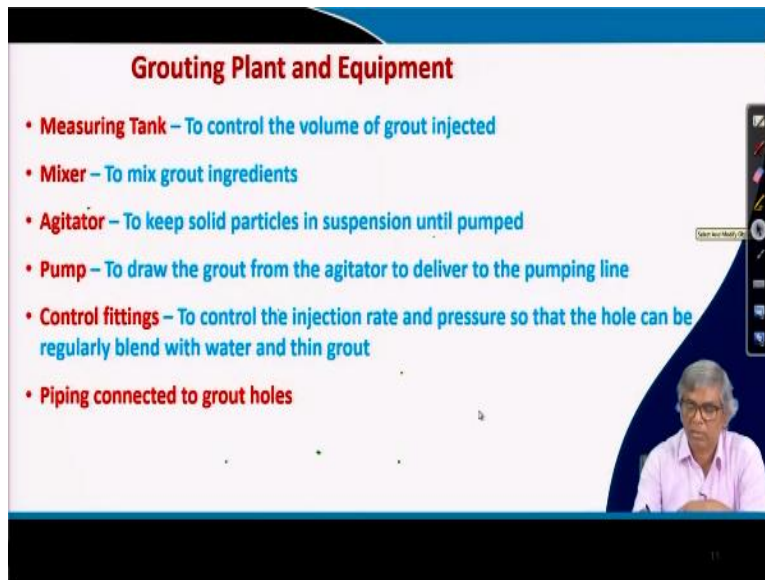 Grouting Plant and Equipment
• Measuring Tank – To control the volume of grout injected
• Mixer – To mix grout ingredients
• Agitator – To keep solid particles in suspension until pumped
• Pump – To draw the grout from the agitator to deliver to the pumping line
• Control fittings – To control the injection rate and pressure so that the hole can be
regularly blend with water and thin grout
• Piping connected to grout holes